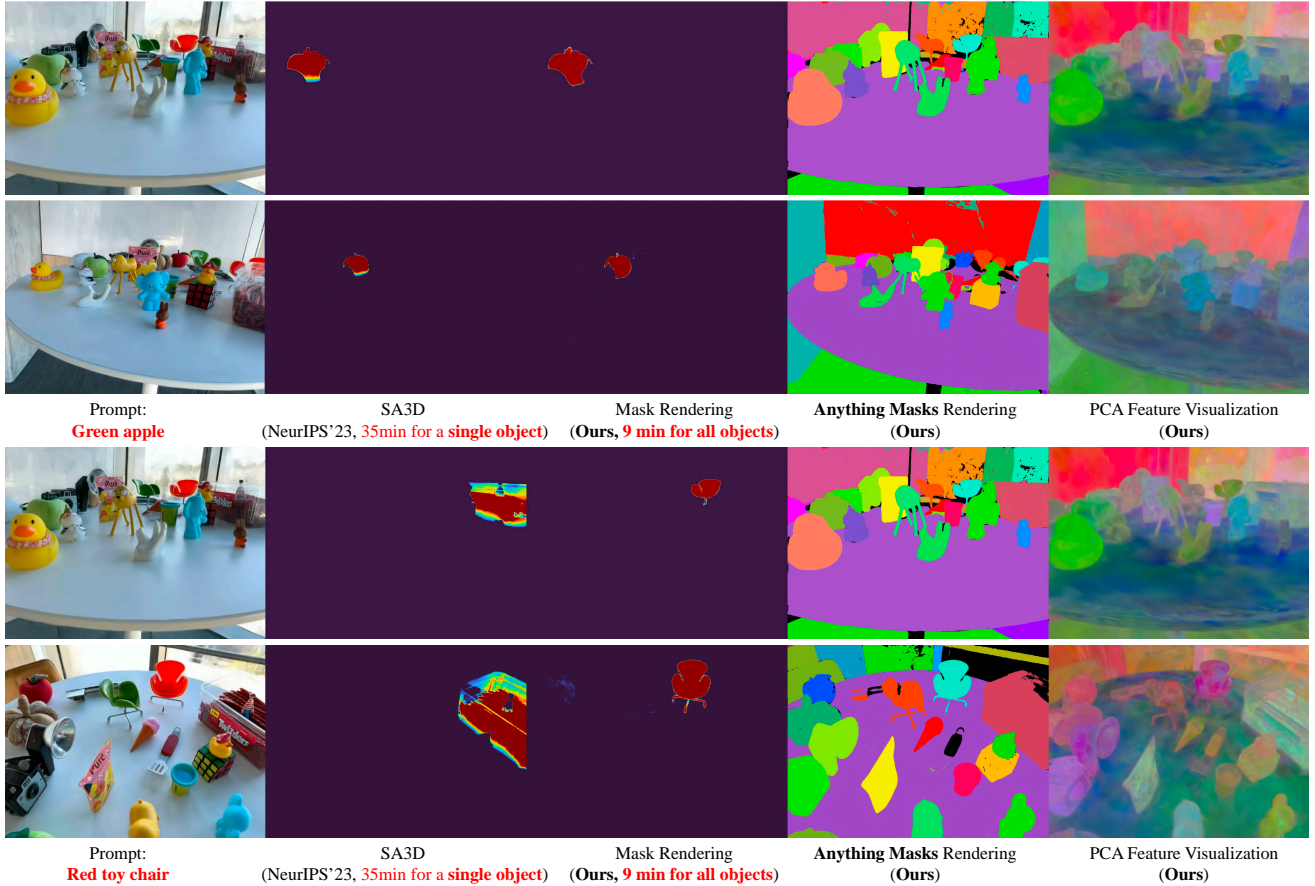 Pure
Prompt:
Green apple
SA3D
(NeurIPS'23, 35min for a single object)
Mask Rendering
(Ours, 9 min for all objects)
Anything Masks Rendering
(Ours)
PCA Feature Visualization
(Ours)
Pure
Prompt:
Red toy chair
SA3D
(NeurIPS'23, 35min for a single object)
Mask Rendering
(Ours, 9 min for all objects)
Anything Masks Rendering
(Ours)
PCA Feature Visualization
(Ours)